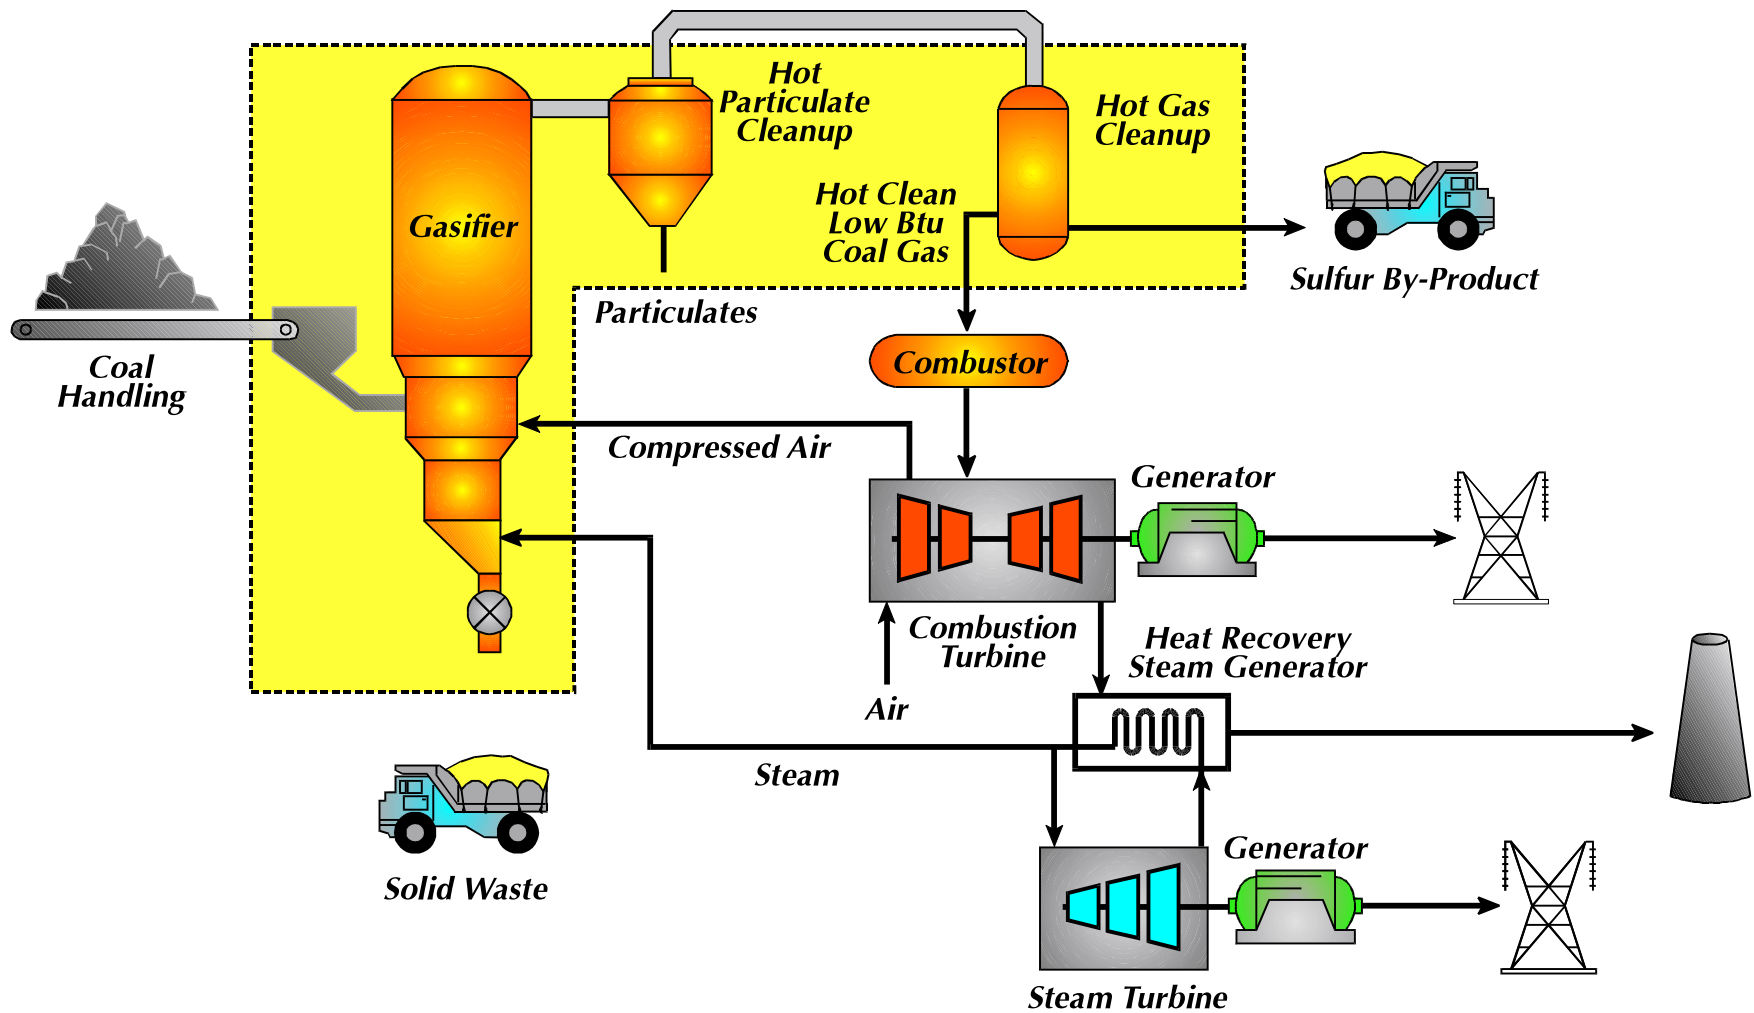 Hot
Particulate
Cleanup
Hot Gas
Cleanup
Gasifier
Hot Clean
Low Btu
Coal Gas
Sulfur By-Product
Particulates
Coal
Handling
Combustor
Compressed Air
Generator
Combustion
Turbine
Heat Recovery
Steam Generator
Air
Steam
Solid Waste
Generator
Steam Turbine